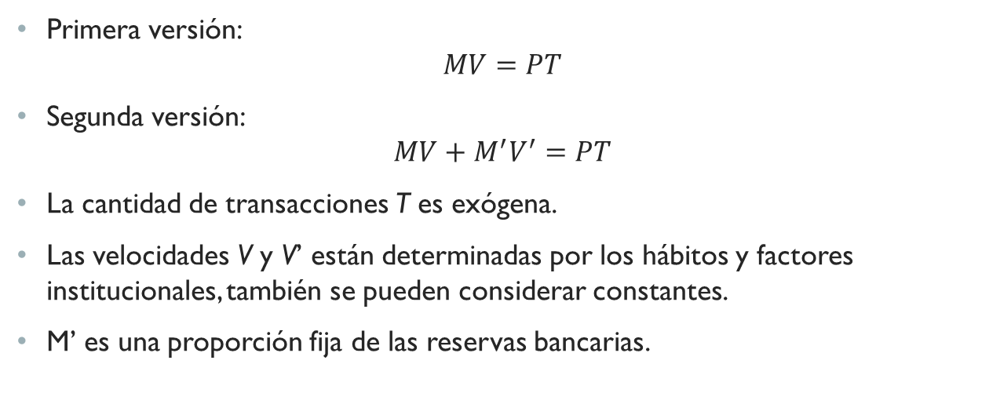 • Primera versión:
MV = PT
• Segunda versión:
MV + M′V′ = PT
• La cantidad de transacciones T es exógena.
• Las velocidades V y V’ están determinadas por los hábitos y factores
institucionales, también se pueden considerar constantes.
• M’ es una proporción fija de las reservas bancarias.